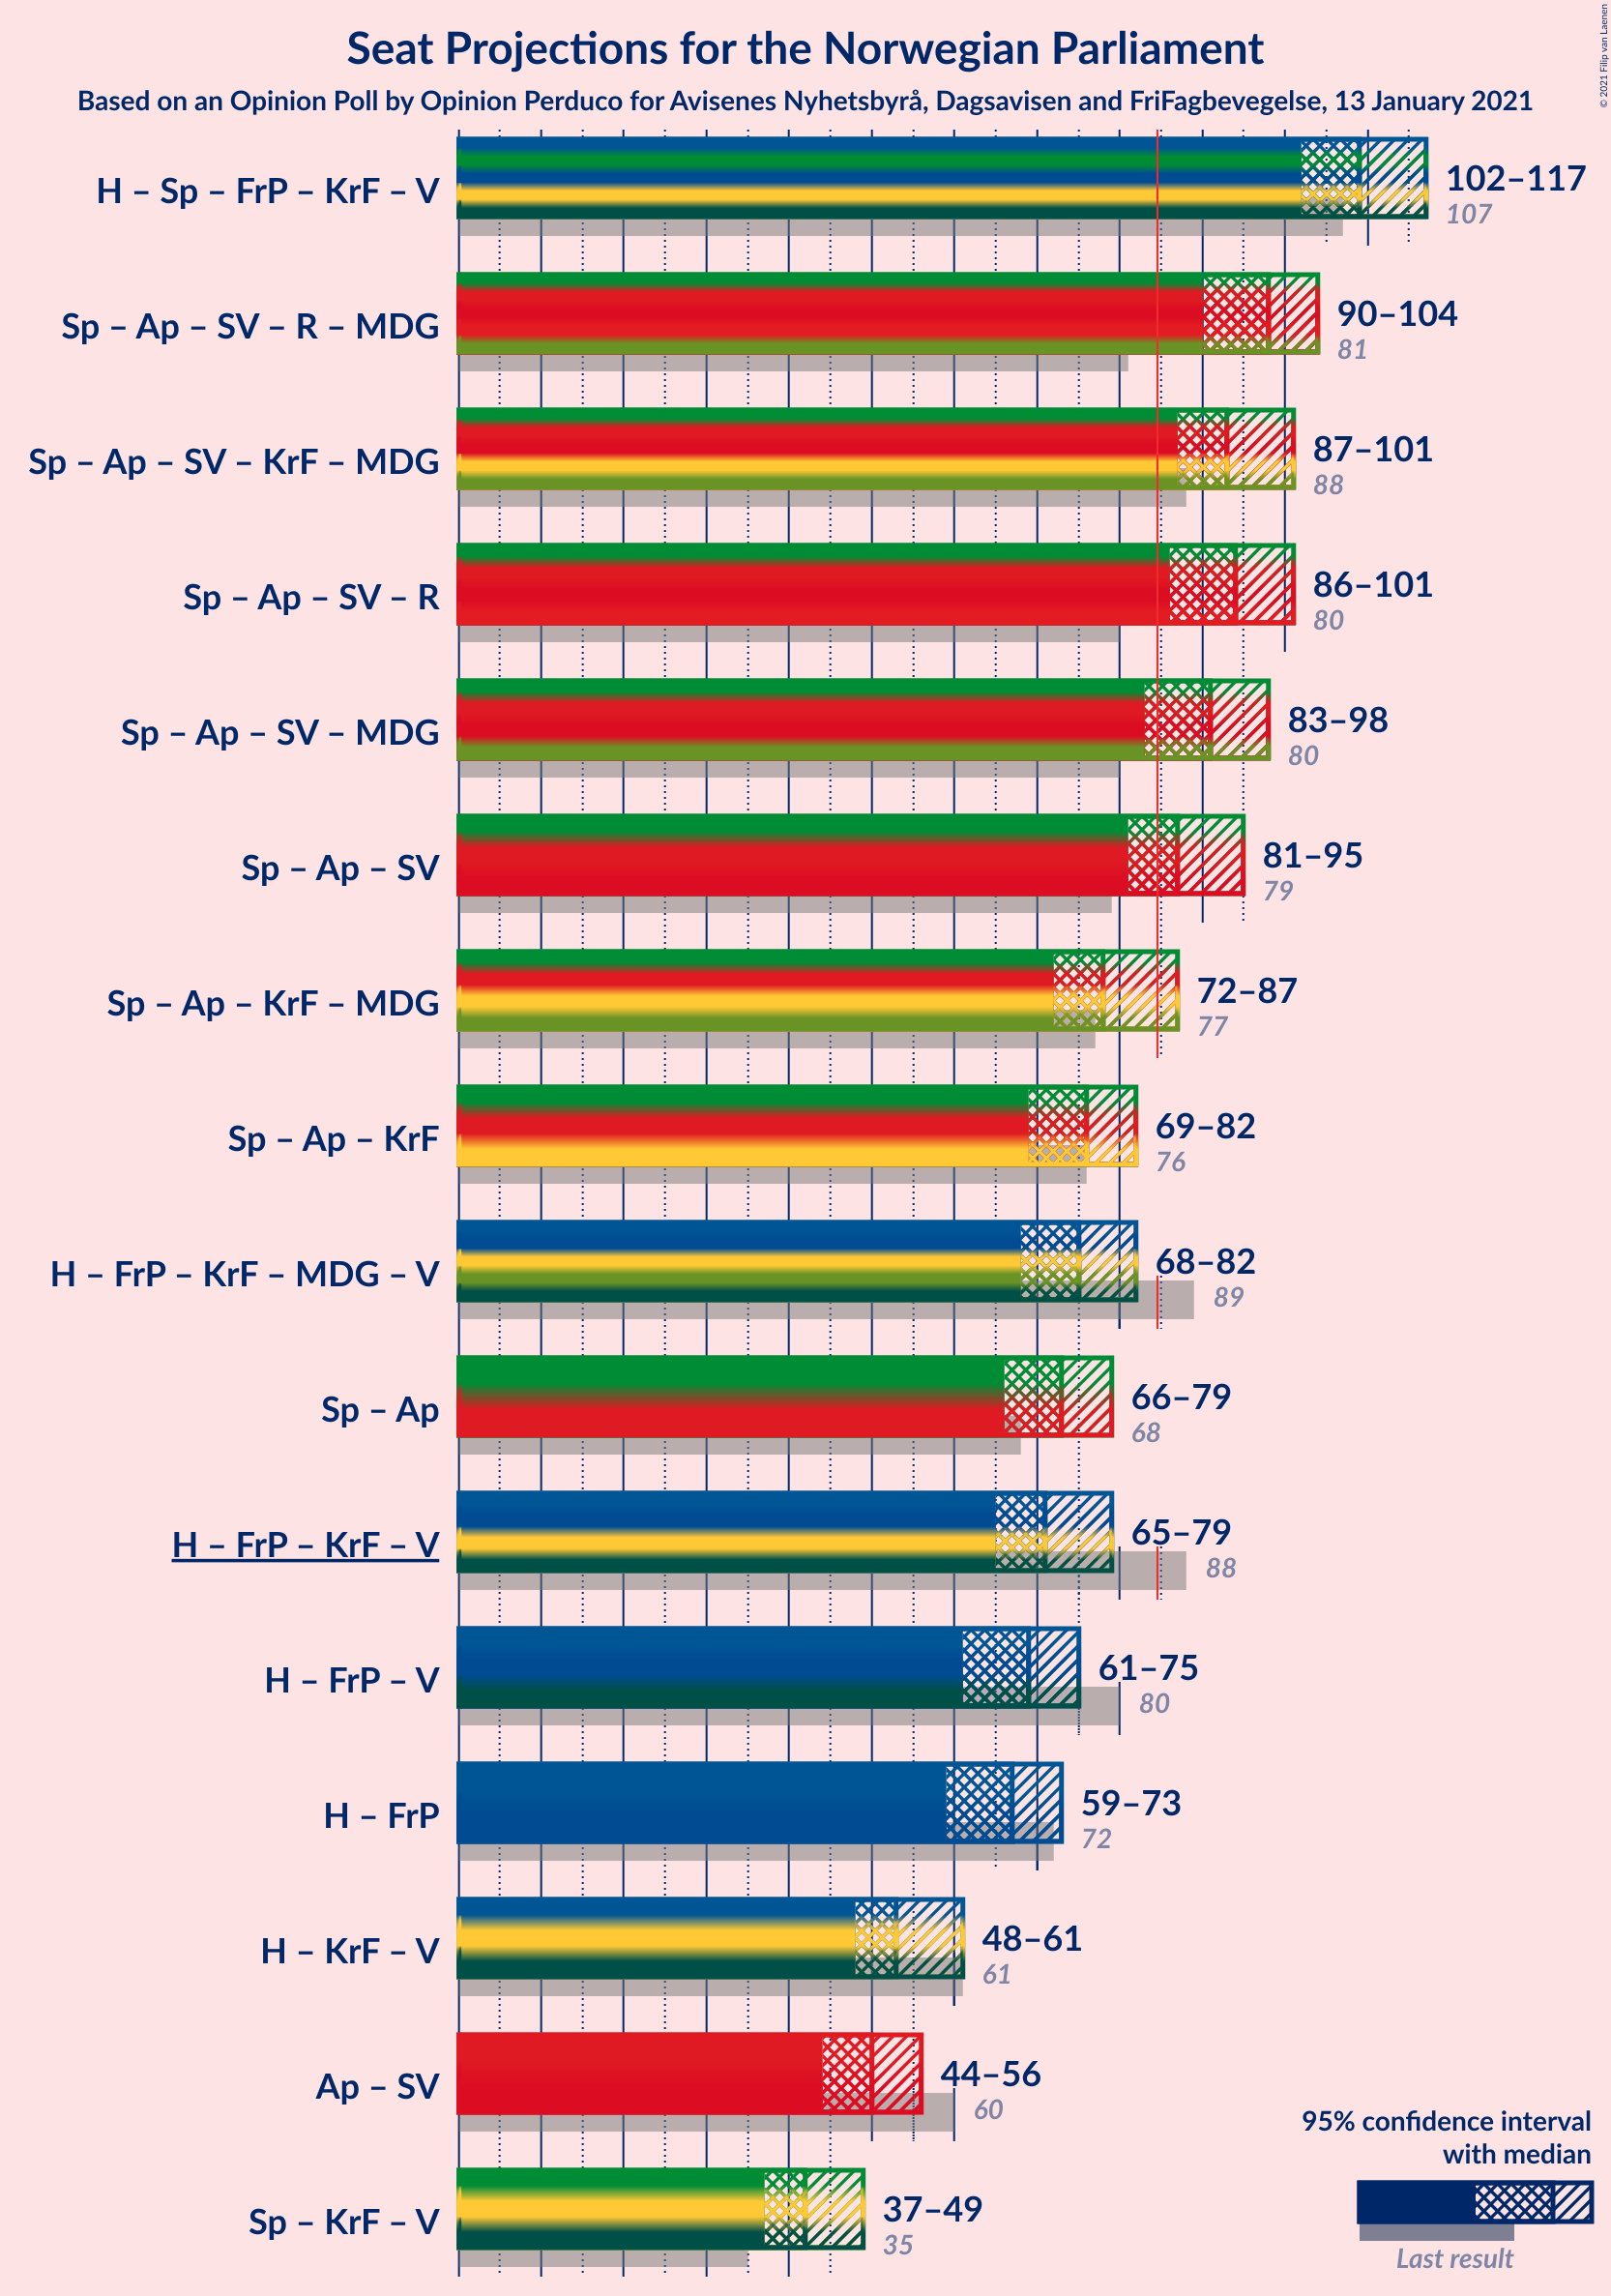 © 2021 Filip van Laenen
Seat Projections for the Norwegian Parliament
Based on an Opinion Poll by Opinion Perduco for Avisenes Nyhetsbyrå, Dagsavisen and FriFagbevegelse, 13 January 2021
H – Sp – FrP – KrF – V
102–117
107
Sp – Ap – SV – R – MDG
90–104
81
Sp – Ap – SV – KrF – MDG
87–101
88
Sp – Ap – SV – R
86–101
80
Sp – Ap – SV – MDG
83–98
80
Sp – Ap – SV
81–95
79
Sp – Ap – KrF – MDG
72–87
77
Sp – Ap – KrF
69–82
76
H – FrP – KrF – MDG – V
68–82
89
Sp – Ap
66–79
68
H – FrP – KrF – V
65–79
88
H – FrP – V
61–75
80
H – FrP
59–73
72
H – KrF – V
48–61
61
Ap – SV
44–56
60
Sp – KrF – V
37–49
35
95% confidence interval
with median
Last result